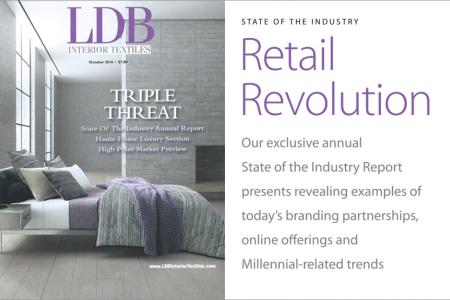 LDB
INTERIOR TEXTILES
October 2016 • $7.00
TRIPLE
THREAT
State Of The Industry Annual Report
Haute Home Luxury Section
High Point Market Preview
www.LDBInteriorTextiles.com
STATE OF THE INDUSTRY
Retail
Revolution
Our exclusive annual
State of the Industry Report
presents revealing examples of
today's branding partnerships,
online offerings and
Millennial-related trends